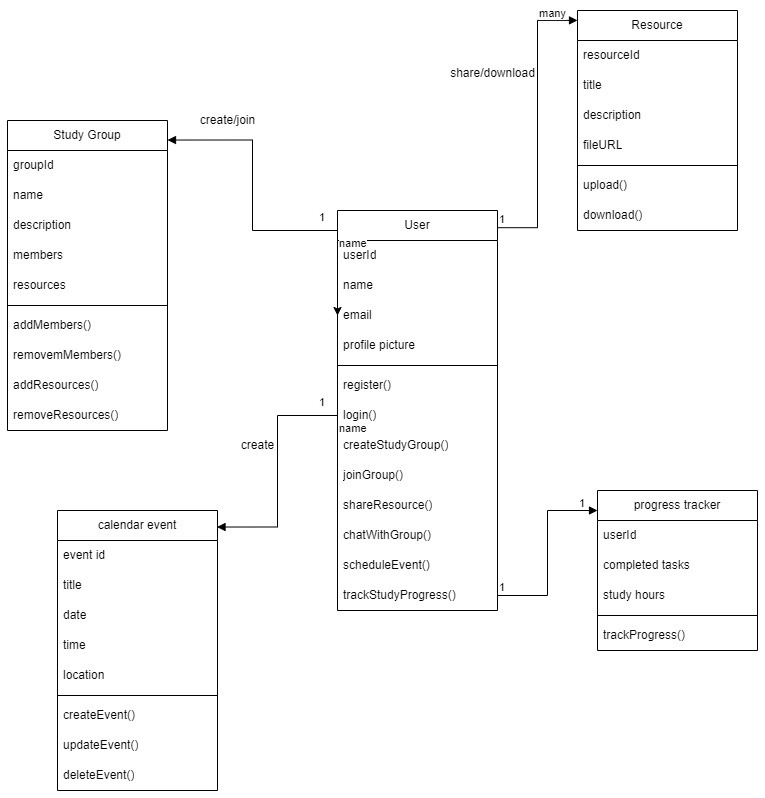 many
Resource
resourceId
title
description
fileURL
upload()
download()
share/download
create/join
Study Group
groupId
name
description
members
resources
addMembers()
removemMembers()
addResources()
removeResources()
1
1
User
name
userId
name
email
profile picture
register()
login()
name
createStudyGroup()
joinGroup()
shareResource()
chatWithGroup()
scheduleEvent()
trackStudyProgress()
1
create
calendar event
event id
title
date
time
location
createEvent()
updateEvent()
deleteEvent()
1
1
progress tracker
userId
completed tasks
study hours
trackProgress()